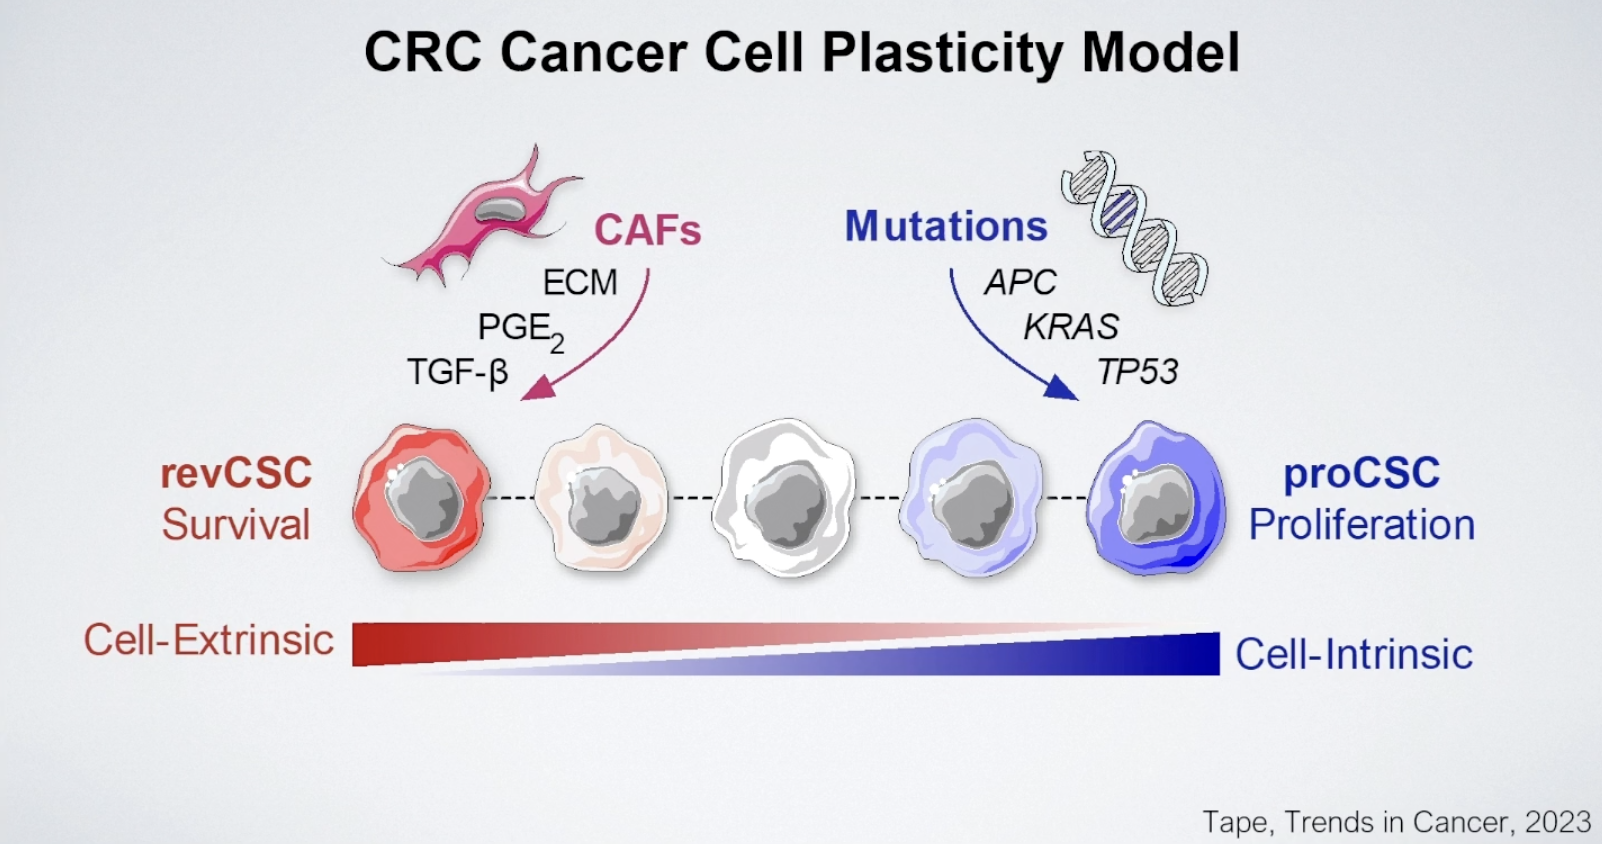 CRC Cancer Cell Plasticity Model
CAFs
ECM
PGE2
TGF-β
Mutations
APC
KRAS
TP53
revCSC
Survival
proCSC
Proliferation
Cell-Extrinsic
Cell-Intrinsic
Tape, Trends in Cancer, 2023